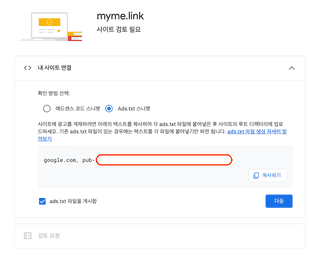 myme.link
사이트 검토 필요
내 사이트 연결
확인 방법 선택:
애드센스 코드 스니펫
Ads.txt 스니펫
사이트에 광고를 게재하려면 아래의 텍스트를 복사하여 각 ads.txt 파일에 붙여넣은 후 사이트의 루트 디렉터리에 업로
드하세요. 기존 ads.txt 파일이 있는 경우에는 텍스트를 각 파일에 붙여넣기만 하면 됩니다. ads.txt 파일 생성 자세히 알
아보기
google.com, pub-
복사하기
ads.txt 파일을 게시함
다음
검토 요청